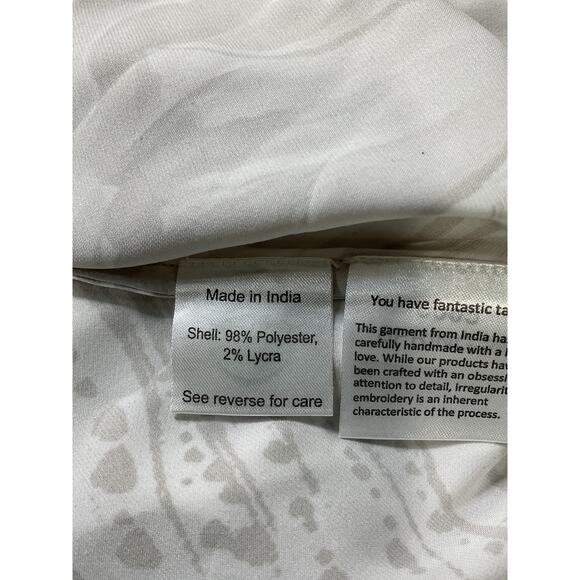 Made in India
Shell: 98% Polyester,
2% Lycra
See reverse for care
You have fantastic ta
This garment from India has
carefully handmade with a
love. While our products hav
been crafted with an obsessi
attention to detail, irregularit
embroidery is an inherent
characteristic of the process.